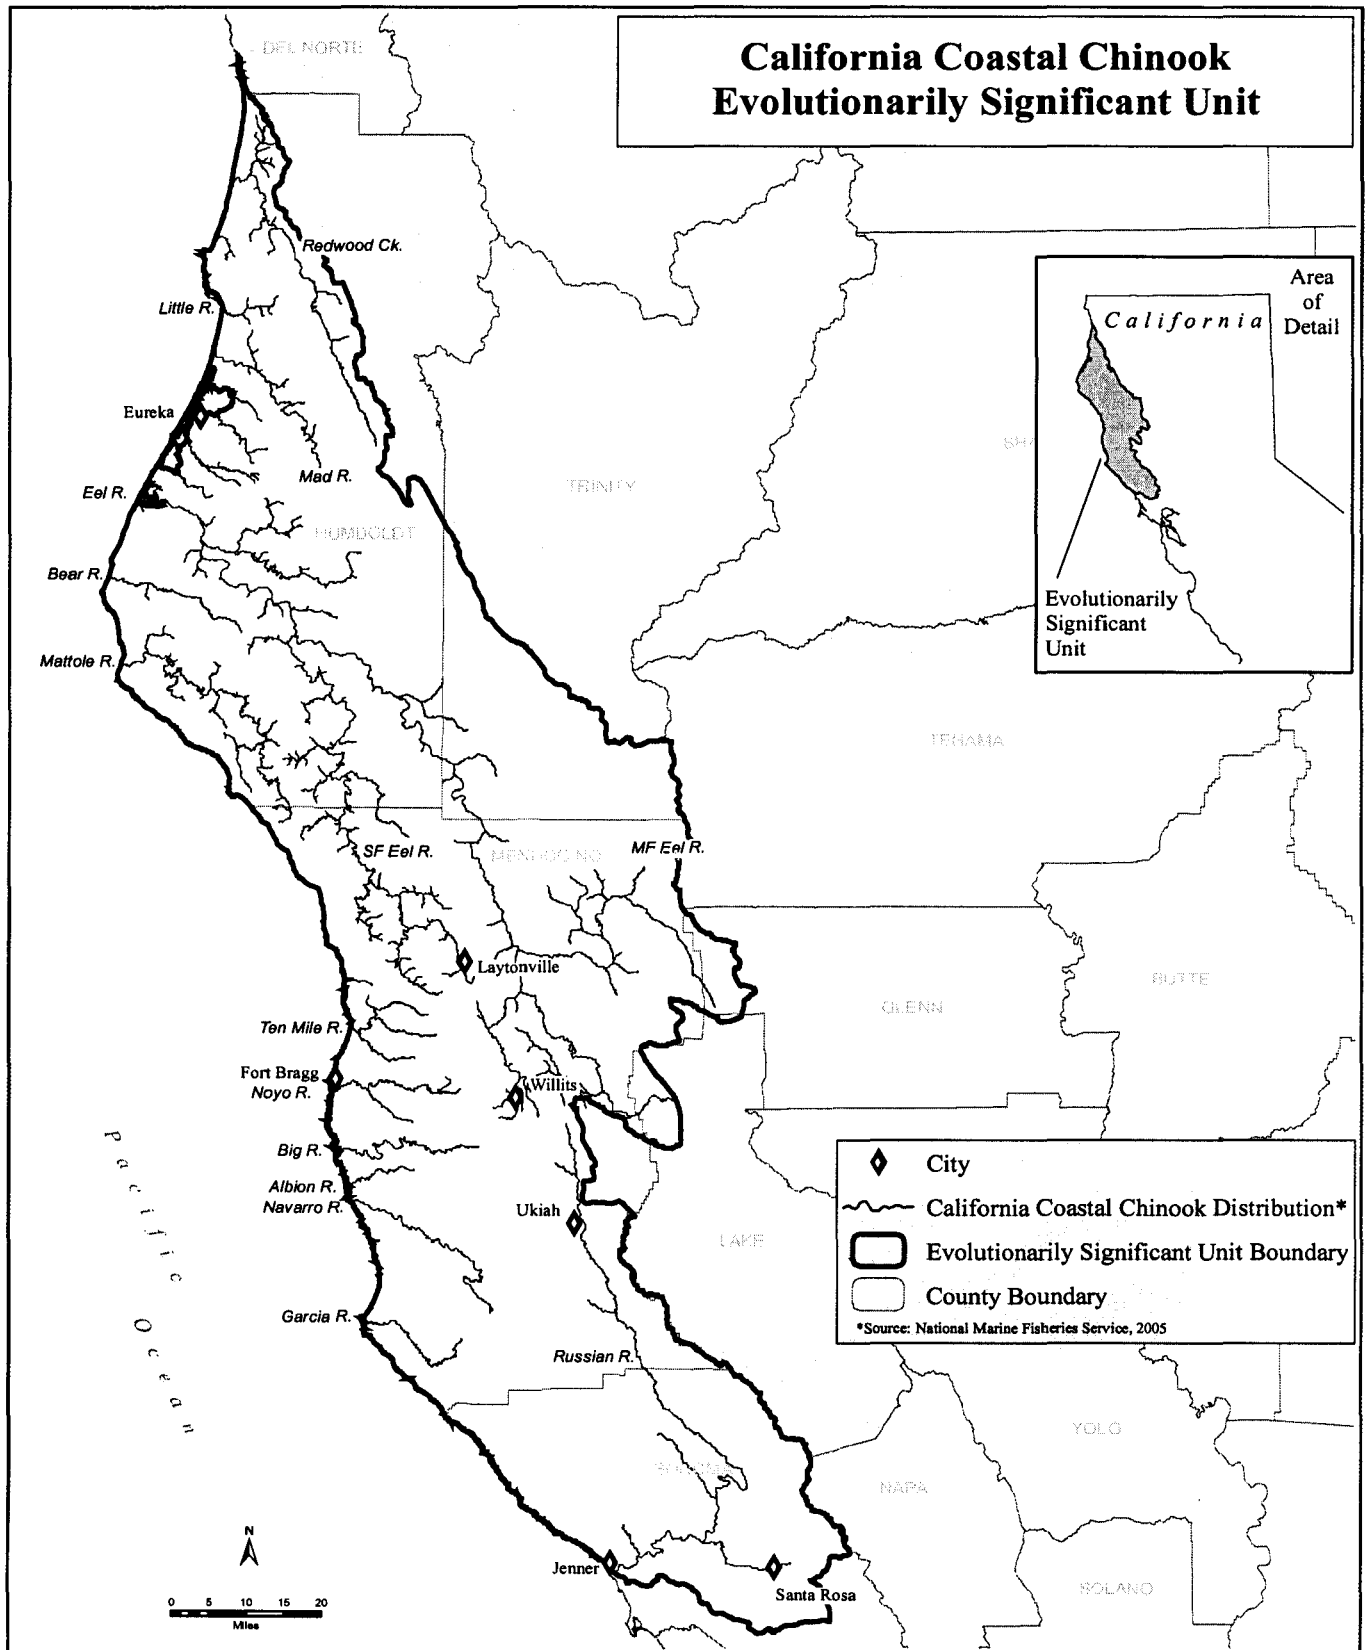 California Coastal Chinook
Evolutionarily Significant Unit
DEL NORTE
Redwood Ck.
Area
of
Detail
California
Little R.
Eureka
Mad R.
Eel R.
TRINITY
HUMBOLDT
Bear R.
Evolutionarily
Significant
Unit
Mattole R.
TEHAMA
SF Eel R.
MENDOCINO
MF Eel R.
Laytonville
BUTTE
GLENN
Ten Mile R.
Fort Bragg
Noyo R.
Willits
Pacific Ocean
Big R.
Albion R.
Navarro R.
Ukiah
LAKE
City
California Coastal Chinook Distribution*
Evolutionarily Significant Unit Boundary
County Boundary
*Source: National Marine Fisheries Service, 2005
Garcia R.
Russian R.
YOLO
SONOMA
NAPA
N
Jenner
Santa Rosa
SOLANO
0 5 10 15 20
Miles